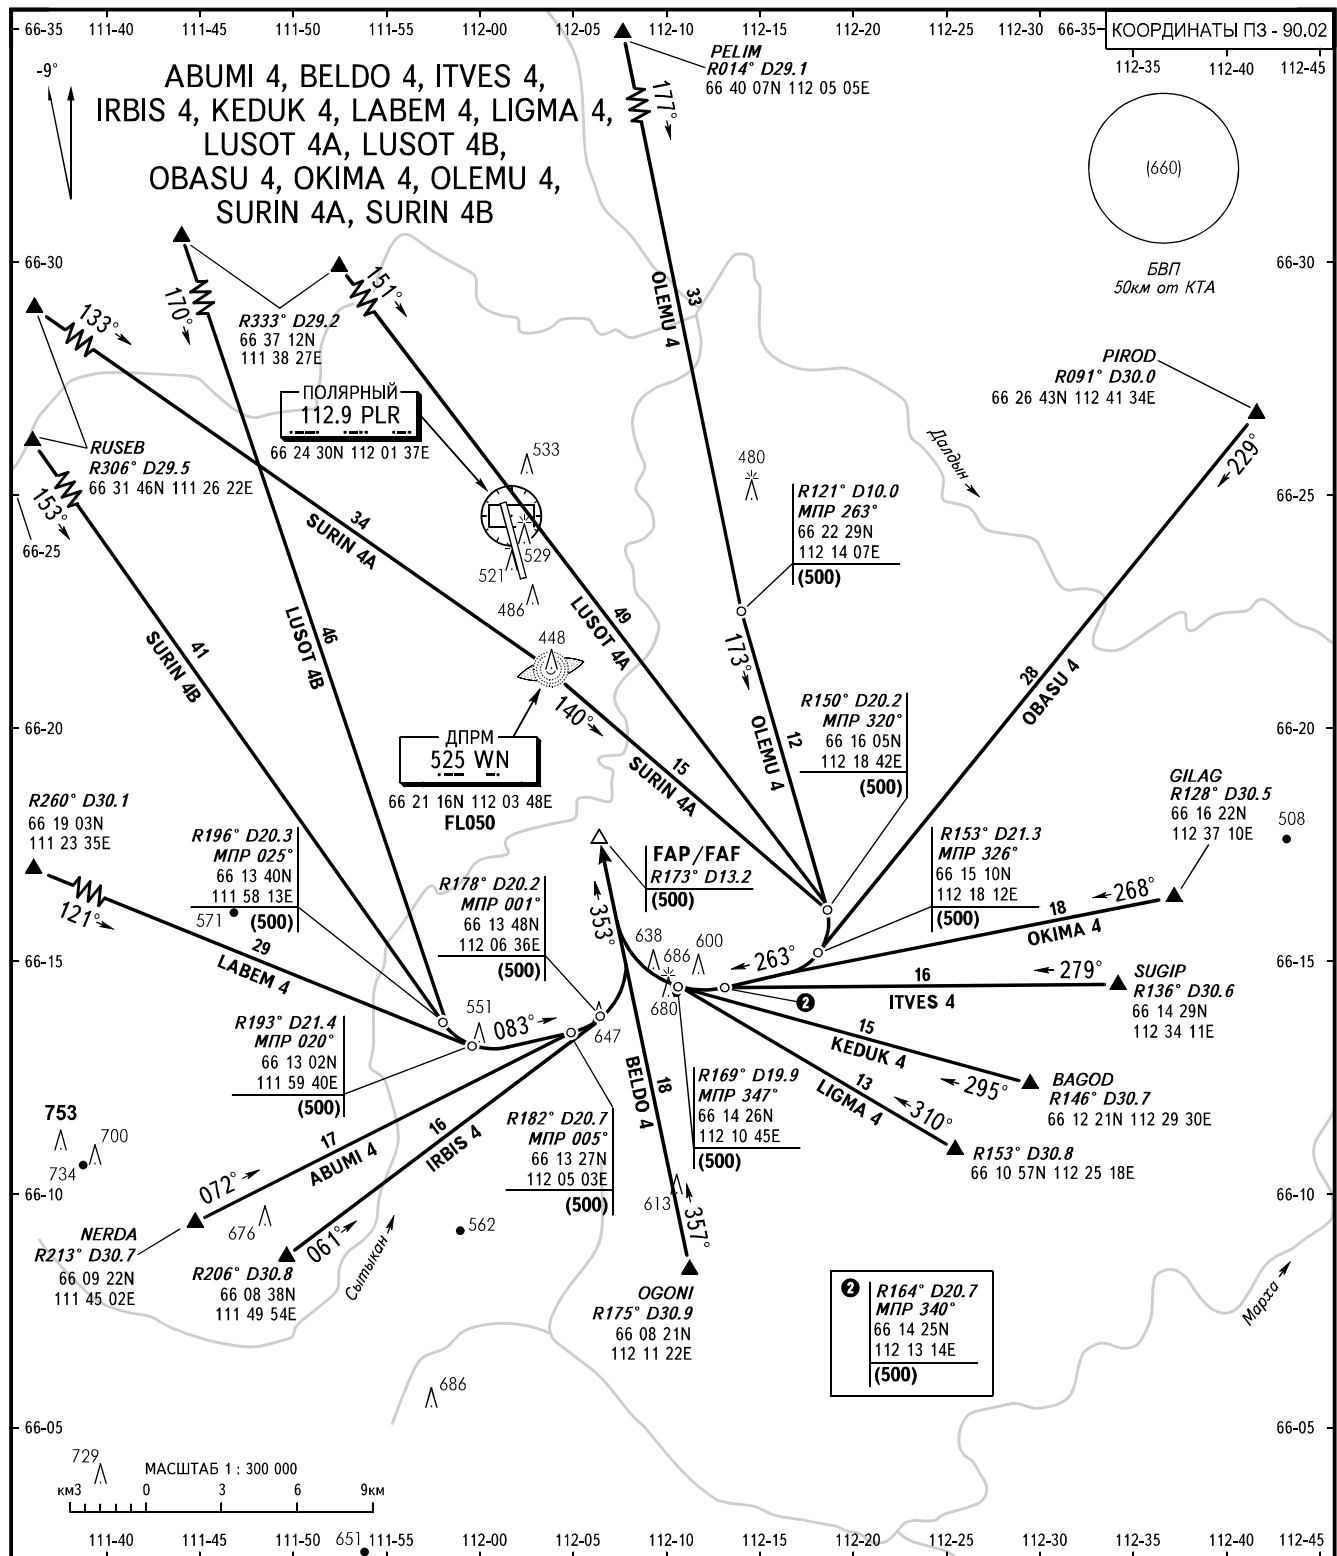 66-35
111-40
111-45
111-50
111-55
112-00
112-05
112-10
112-15
112-20
112-25
112-30
66-35
КООРДИНАТЫ ПЗ - 90.02
112-35
112-40
112-45
-9°
ABUMI 4, BELDO 4, ITVES 4,
IRBIS 4, KEDUK 4, LABEM 4, LIGMA 4,
LUSOT 4A, LUSOT 4B,
OBASU 4, OKIMA 4, OLEMU 4,
SURIN 4A, SURIN 4B
PELIM
R014° D29.1
66 40 07N 112 05 05E
177°
(660)
БВП
50км от КТА
66-30
66-30
133°
170°
151°
R333° D29.2
66 37 12N
111 38 27E
OLEMU 4
33
PIROD
R091° D30.0
66 26 43N 112 41 34E
229°
ПОЛЯРНЫЙ
112.9 PLR
66 24 30N 112 01 37E
RUSEB
R306° D29.5
66 31 46N 111 26 22E
153°
533
480
Далдын
R121° D10.0
МПР 263°
66 22 29N
112 14 07E
(500)
66-25
66-25
34
SURIN 4A
529
521
486
41
SURIN 4B
46
LUSOT 4B
49
LUSOT 4A
448
173°
28
OBASU 4
140°
12
OLEMU 4
15
SURIN 4A
R150° D20.2
МПР 320°
66 16 05N
112 18 42E
(500)
66-20
66-20
ДПРМ
525 WN
66 21 16N 112 03 48E
FL050
GILAG
R128° D30.5
66 16 22N
112 37 10E
508
R260° D30.1
66 19 03N
111 23 35E
R196° D20.3
МПР 025°
66 13 40N
111 58 13E
(500)
571
R178° D20.2
МПР 001°
66 13 48N
112 06 36E
(500)
FAP/FAF
R173° D13.2
(500)
R153° D21.3
МПР 326°
66 15 10N
112 18 12E
(500)
121°
29
LABEM 4
353°
638
686
600
680
263°
268°
18
OKIMA 4
66-15
66-15
279°
16
ITVES 4
2
SUGIP
R136° D30.6
66 14 29N
112 34 11E
551
083°
647
R193° D21.4
МПР 020°
66 13 02N
111 59 40E
(500)
15
KEDUK 4
295°
BAGOD
R146° D30.7
66 12 21N 112 29 30E
13
LIGMA 4
310°
R153° D30.8
66 10 57N 112 25 18E
18
BELDO 4
R169° D19.9
МПР 347°
66 14 26N
112 10 45E
(500)
R182° D20.7
МПР 005°
66 13 27N
112 05 03E
(500)
753
700
734
17
ABUMI 4
16
IRBIS 4
072°
061°
66-10
66-10
613
357°
676
562
Сытыкан
NERDA
R213° D30.7
66 09 22N
111 45 02E
R206° D30.8
66 08 38N
111 49 54E
OGONI
R175° D30.9
66 08 21N
112 11 22E
2
R164° D20.7
МПР 340°
66 14 25N
112 13 14E
(500)
Марха
686
66-05
66-05
729
МАСШТАБ 1 : 300 000
км3 0 3 6 9км
651
111-40
111-45
111-50
111-55
112-00
112-05
112-10
112-15
112-20
112-25
112-30
112-35
112-40
112-45